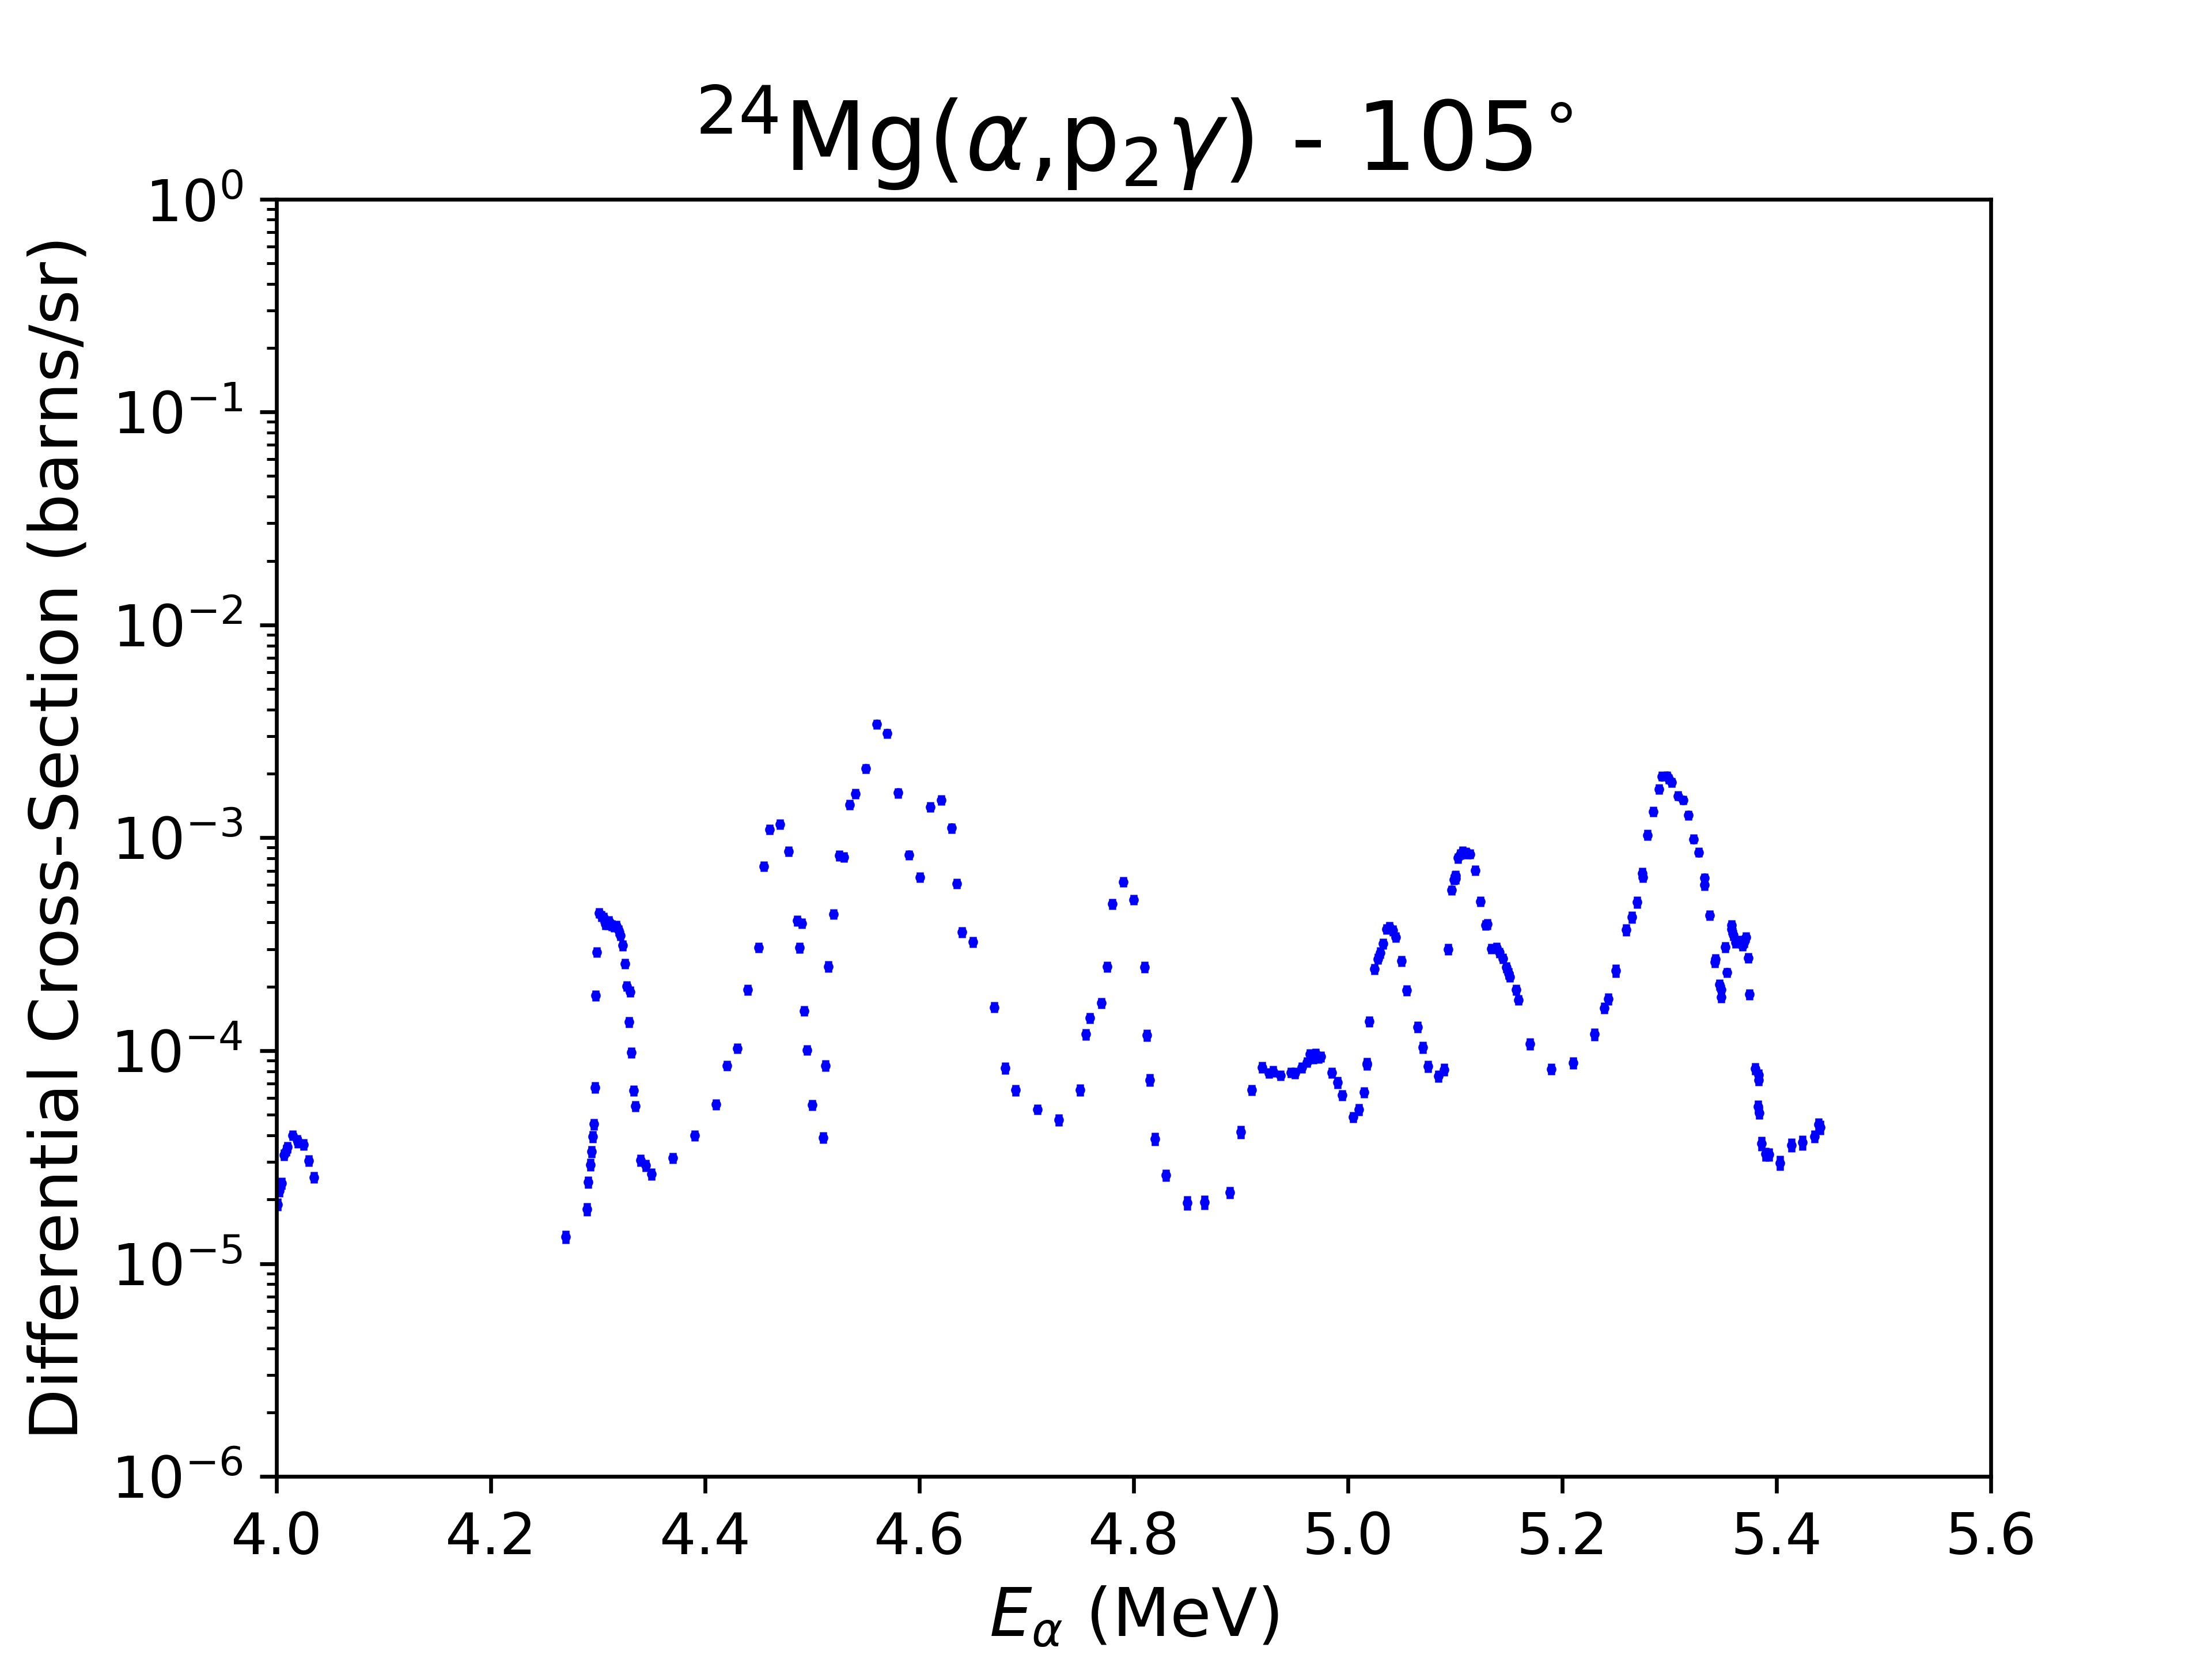 ²⁴Mg(α,p₂γ) - 105°
Differential Cross-Section (barns/sr)
10⁰
10⁻¹
10⁻²
10⁻³
10⁻⁴
10⁻⁵
10⁻⁶
4.0 4.2 4.4 4.6 4.8 5.0 5.2 5.4 5.6
E_α (MeV)